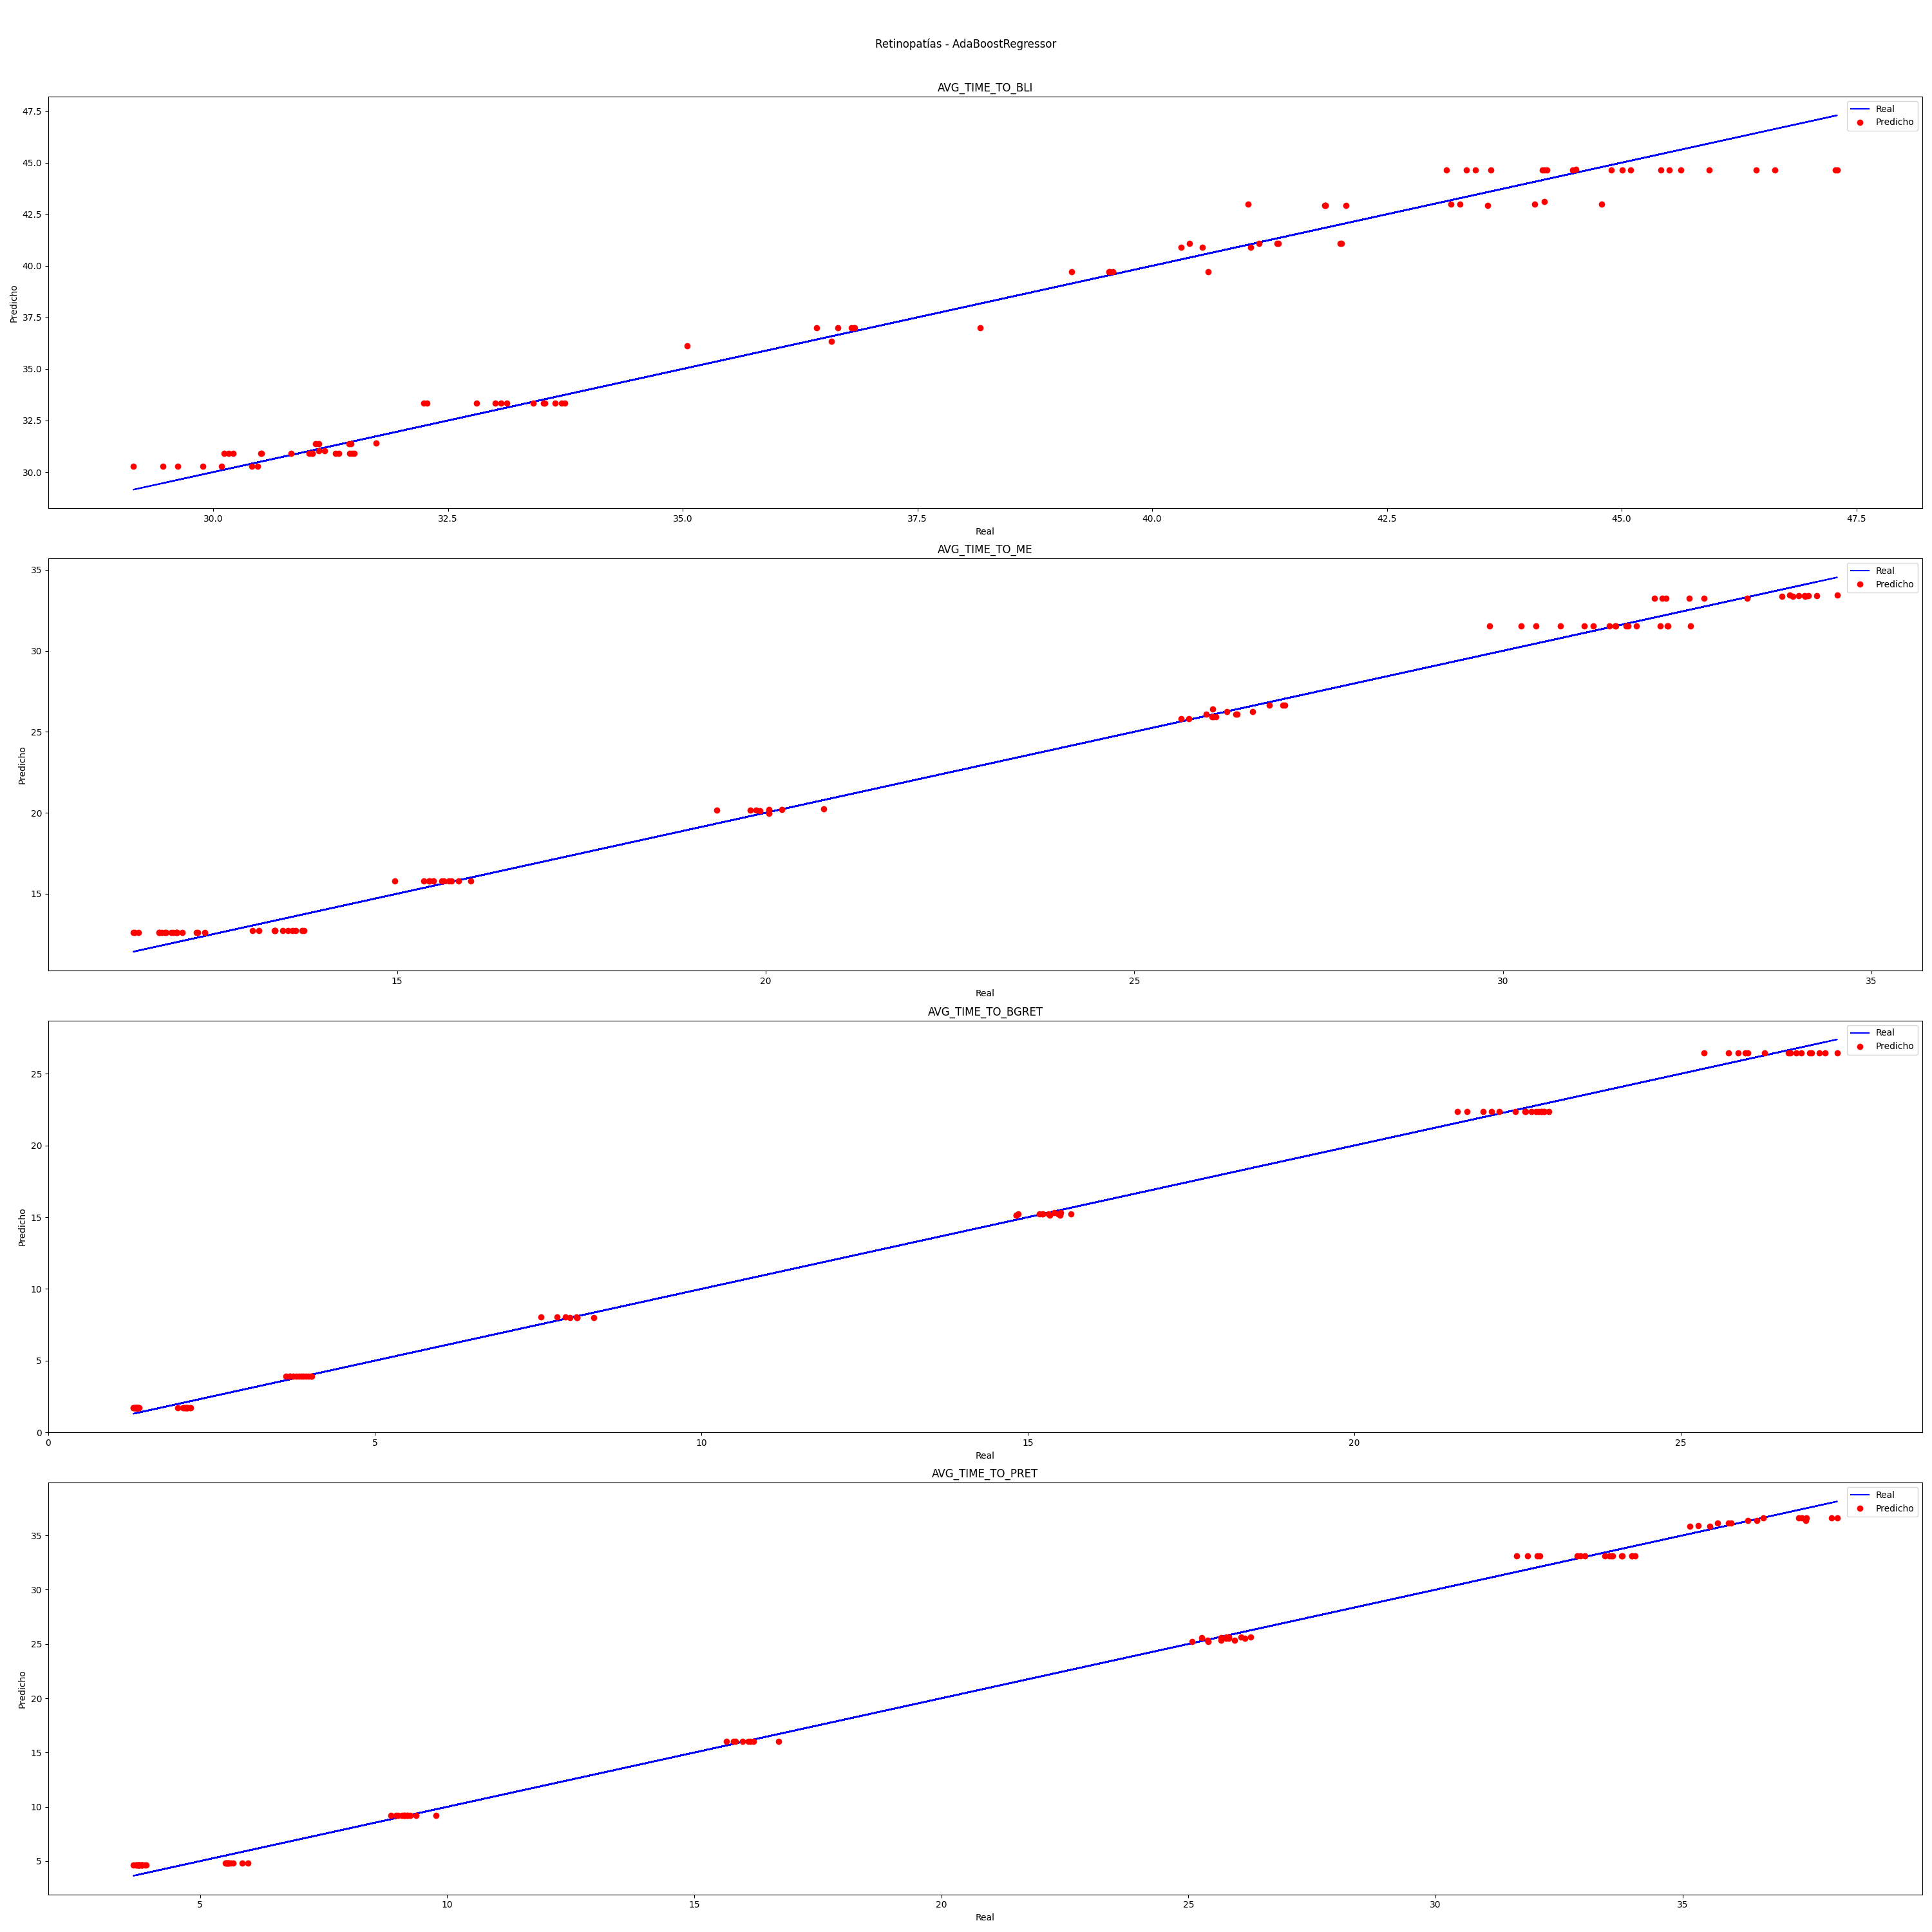 Retinopatías - AdaBoostRegressor
AVG_TIME_TO_BLI
Real
Predicho
47.5
45.0
42.5
40.0
37.5
35.0
32.5
30.0
Predicho
30.0 32.5 35.0 37.5 40.0 42.5 45.0 47.5
Real
AVG_TIME_TO_ME
Real
Predicho
35
30
25
20
15
Predicho
15 20 25 30 35
Real
AVG_TIME_TO_BGRET
Real
Predicho
25
20
15
10
5
0
Predicho
0 5 10 15 20 25
Real
AVG_TIME_TO_PRET
Real
Predicho
35
30
25
20
15
10
5
Predicho
5 10 15 20 25 30 35
Real